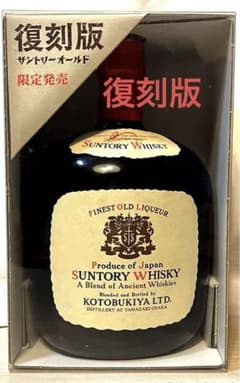 復刻版
サントリーオールド
限定発売
復刻版
SUNTORY WHISKY
FINEST OLD LIQUEUR
Produce of Japan
SUNTORY WHISKY
A Blend of Ancient Whiskies
Blended and Bottled by
KOTOBUKIYA LTD.
DISTILLERY AT YAMAZAKI OSAKA